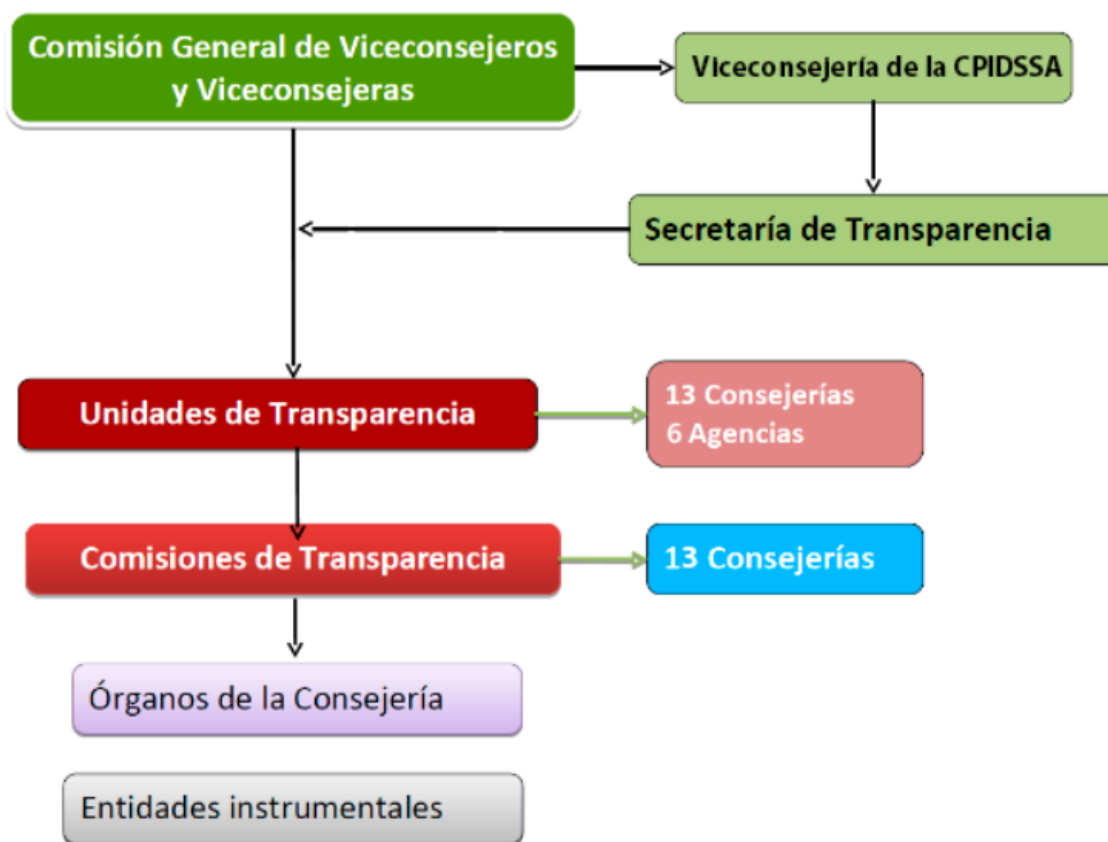 Comisión General de Viceconsejeros
y Viceconsejeras
Viceconsejería de la CPIDSSA
Secretaría de Transparencia
Unidades de Transparencia
13 Consejerías
6 Agencias
Comisiones de Transparencia
13 Consejerías
Órganos de la Consejería
Entidades instrumentales